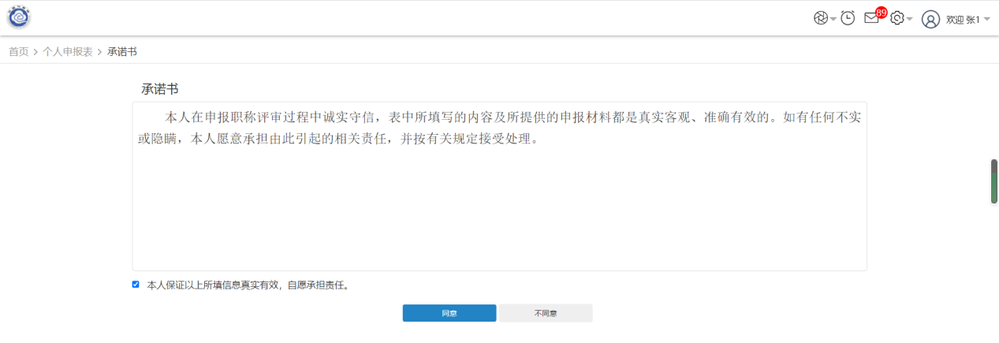 89
欢迎 张1
首页 > 个人申报表 > 承诺书
承诺书
本人在申报职称评审过程中诚实守信，表中所填写的内容及所提供的申报材料都是真实客观、准确有效的。如有任何不实
或隐瞒，本人愿意承担由此引起的相关责任，并按有关规定接受处理。
本人保证以上所填信息真实有效，自愿承担责任。
同意 不同意